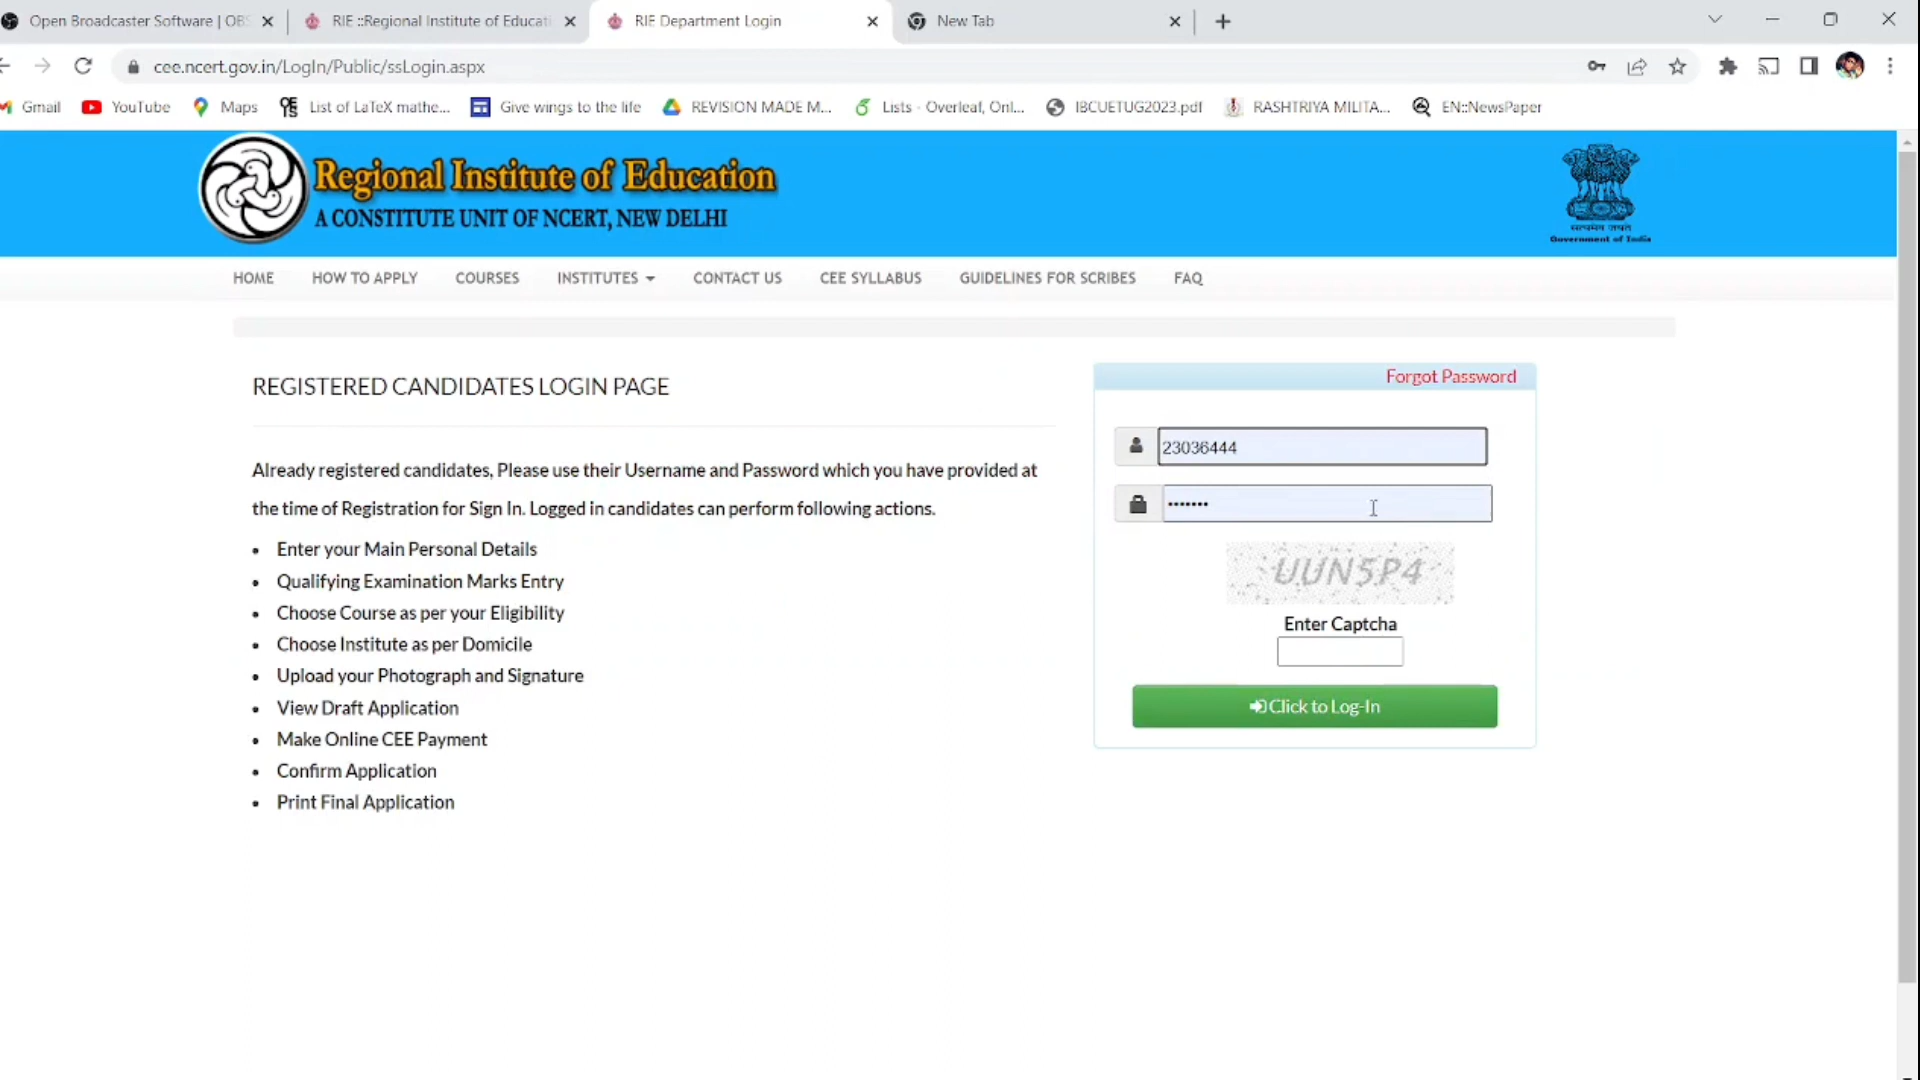 Open Broadcaster Software | OBS
RIE ::Regional Institute of Educati
RIE Department Login
New Tab
cee.ncert.gov.in/LogIn/Public/ssLogin.aspx
Gmail
YouTube
Maps
List of LaTeX mathe...
Give wings to the life
REVISION MADE M...
Lists - Overleaf, Onl...
IBCUETUG2023.pdf
RASHTRIYA MILITA...
EN::NewsPaper
Regional Institute of Education
A CONSTITUTE UNIT OF NCERT, NEW DELHI
सत्यमेव जयते
Government of India
HOME
HOW TO APPLY
COURSES
INSTITUTES
CONTACT US
CEE SYLLABUS
GUIDELINES FOR SCRIBES
FAQ
REGISTERED CANDIDATES LOGIN PAGE
Already registered candidates, Please use their Username and Password which you have provided at
the time of Registration for Sign In. Logged in candidates can perform following actions.
• Enter your Main Personal Details
• Qualifying Examination Marks Entry
• Choose Course as per your Eligibility
• Choose Institute as per Domicile
• Upload your Photograph and Signature
• View Draft Application
• Make Online CEE Payment
• Confirm Application
• Print Final Application
Forgot Password
23036444
•••••••
UUN5P4
Enter Captcha
Click to Log-In